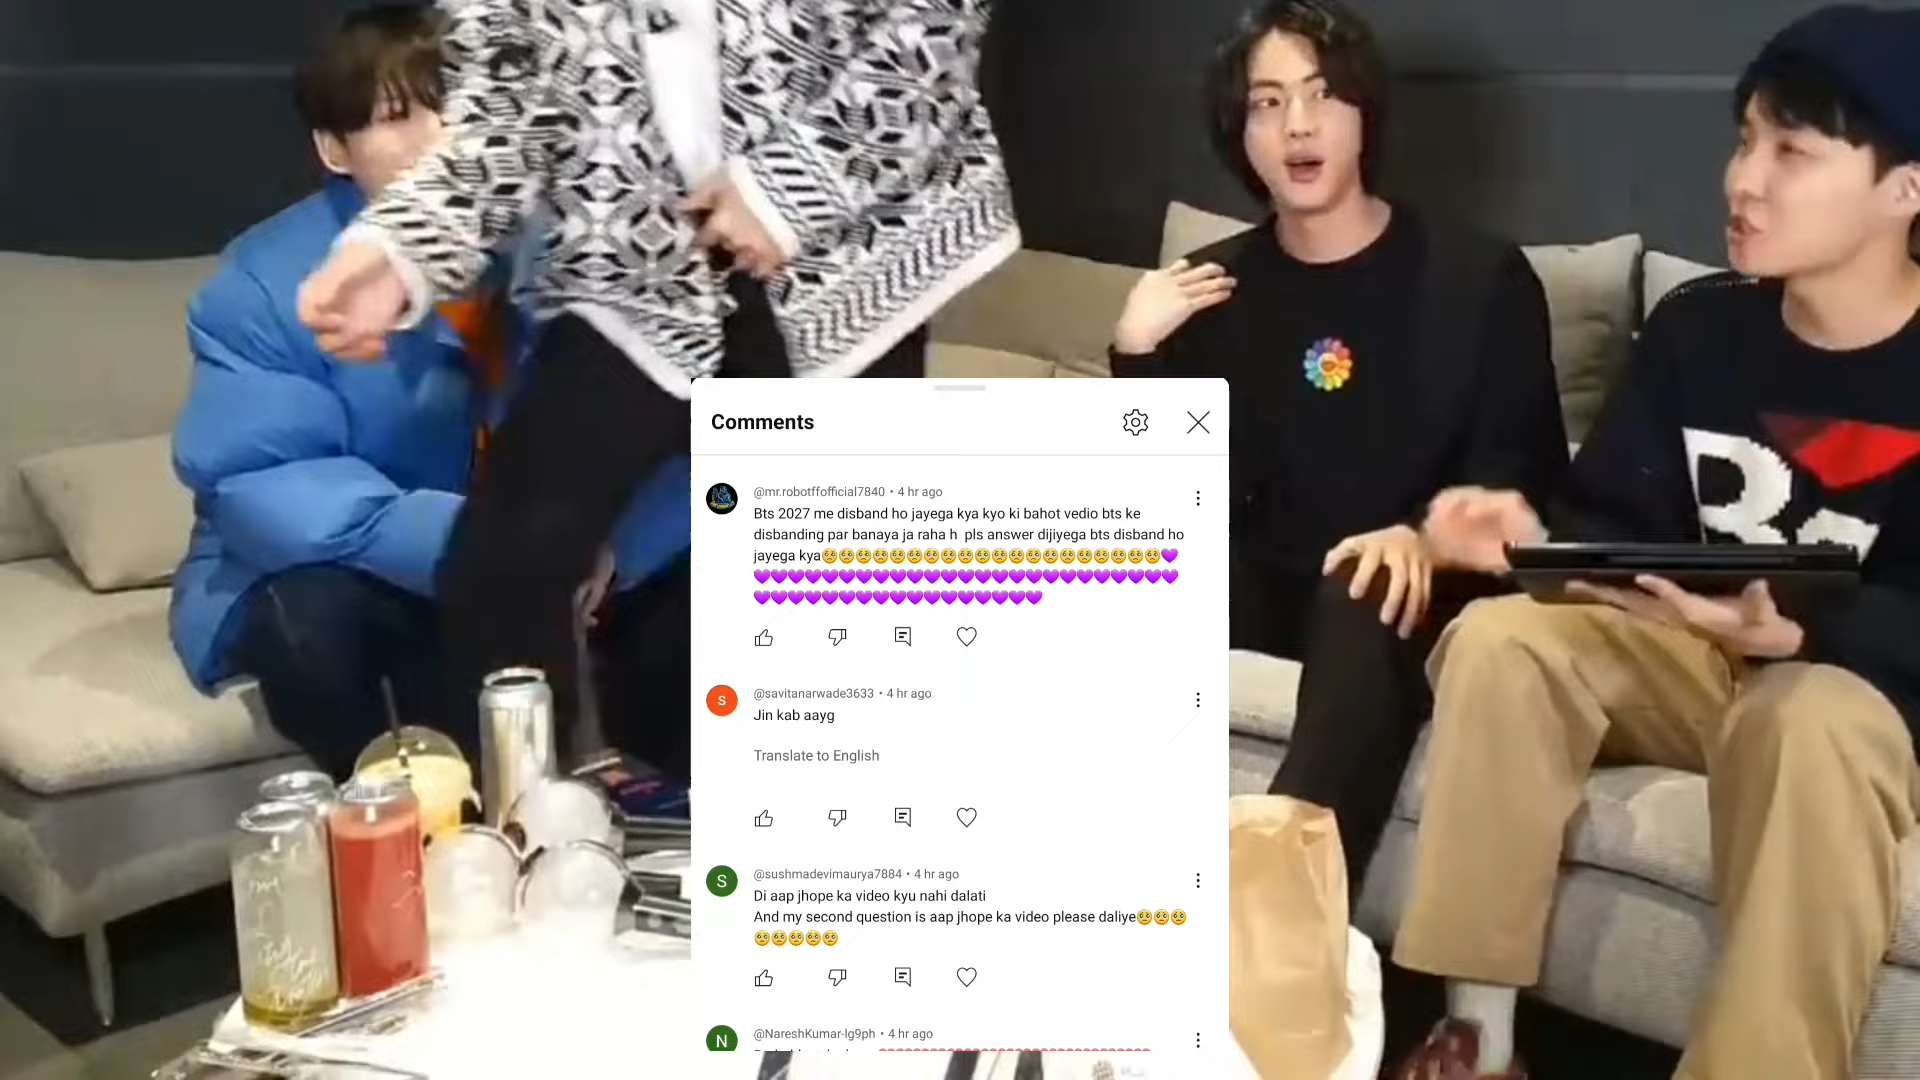 Comments
@mr.robotffofficial7840 • 4 hr ago
Bts 2027 me disband ho jayega kya kyo ki bahot vedio bts ke
disbanding par banaya ja raha h pls answer dijiyega bts disband ho
jayega kya🥺🥺🥺🥺🥺🥺🥺🥺🥺🥺🥺🥺🥺🥺🥺🥺🥺🥺🥺🥺💜
💜💜💜💜💜💜💜💜💜💜💜💜💜💜💜💜💜💜💜💜💜💜💜💜💜
💜💜💜💜💜💜💜💜💜💜💜💜💜💜💜💜💜
S
@savitanarwade3633 • 4 hr ago
Jin kab aayg
Translate to English
S
@sushmadevimaurya7884 • 4 hr ago
Di aap jhope ka video kyu nahi dalati
And my second question is aap jhope ka video please daliye🥺🥺🥺
🥺🥺🥺🥺🥺
N
@NareshKumar-lg9ph • 4 hr ago